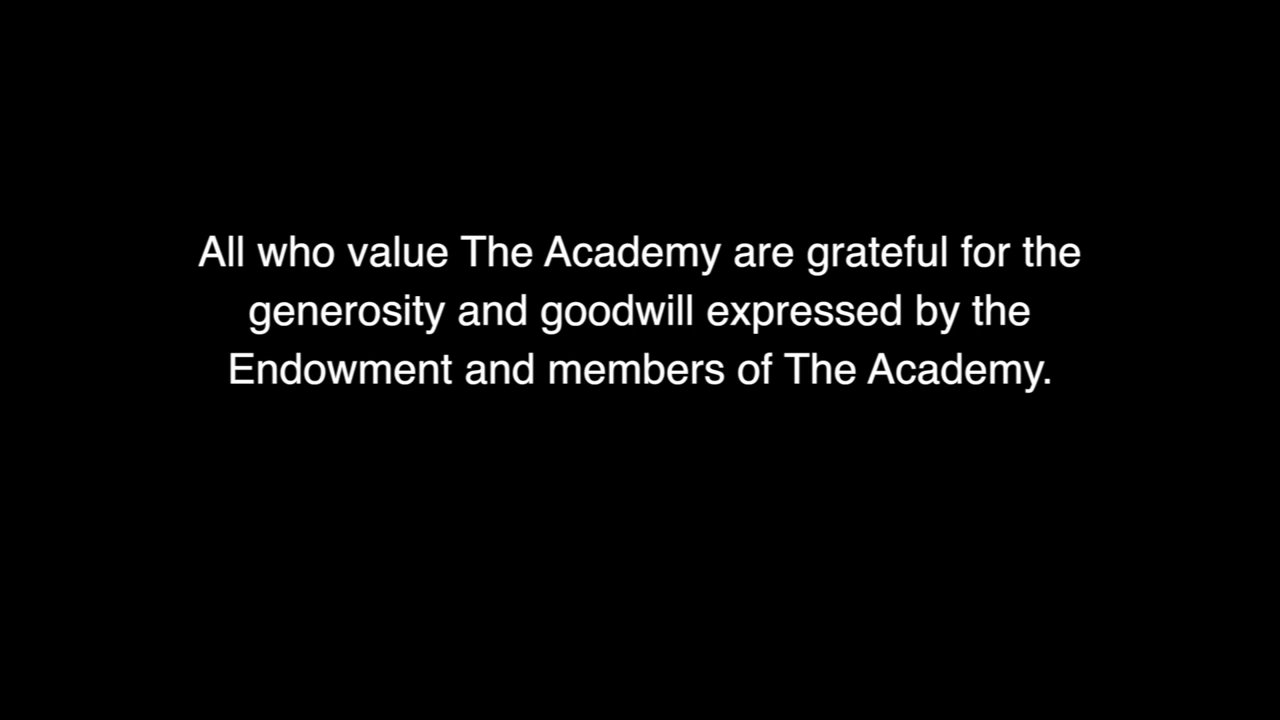 All who value The Academy are grateful for the
generosity and goodwill expressed by the
Endowment and members of The Academy.